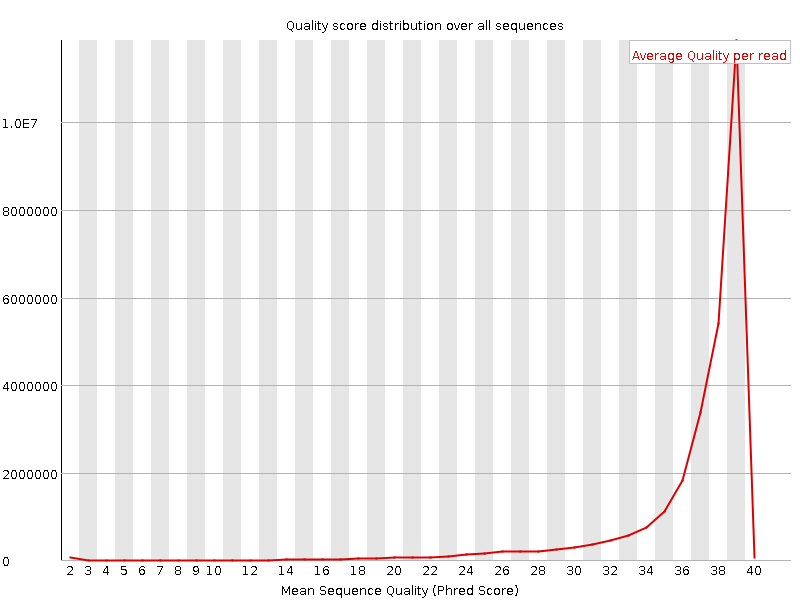 Quality score distribution over all sequences
Average Quality per read
1.0E7
8000000
6000000
4000000
2000000
0
2 3 4 5 6 7 8 9 10 12 14 16 18 20 22 24 26 28 30 32 34 36 38 40
Mean Sequence Quality (Phred Score)